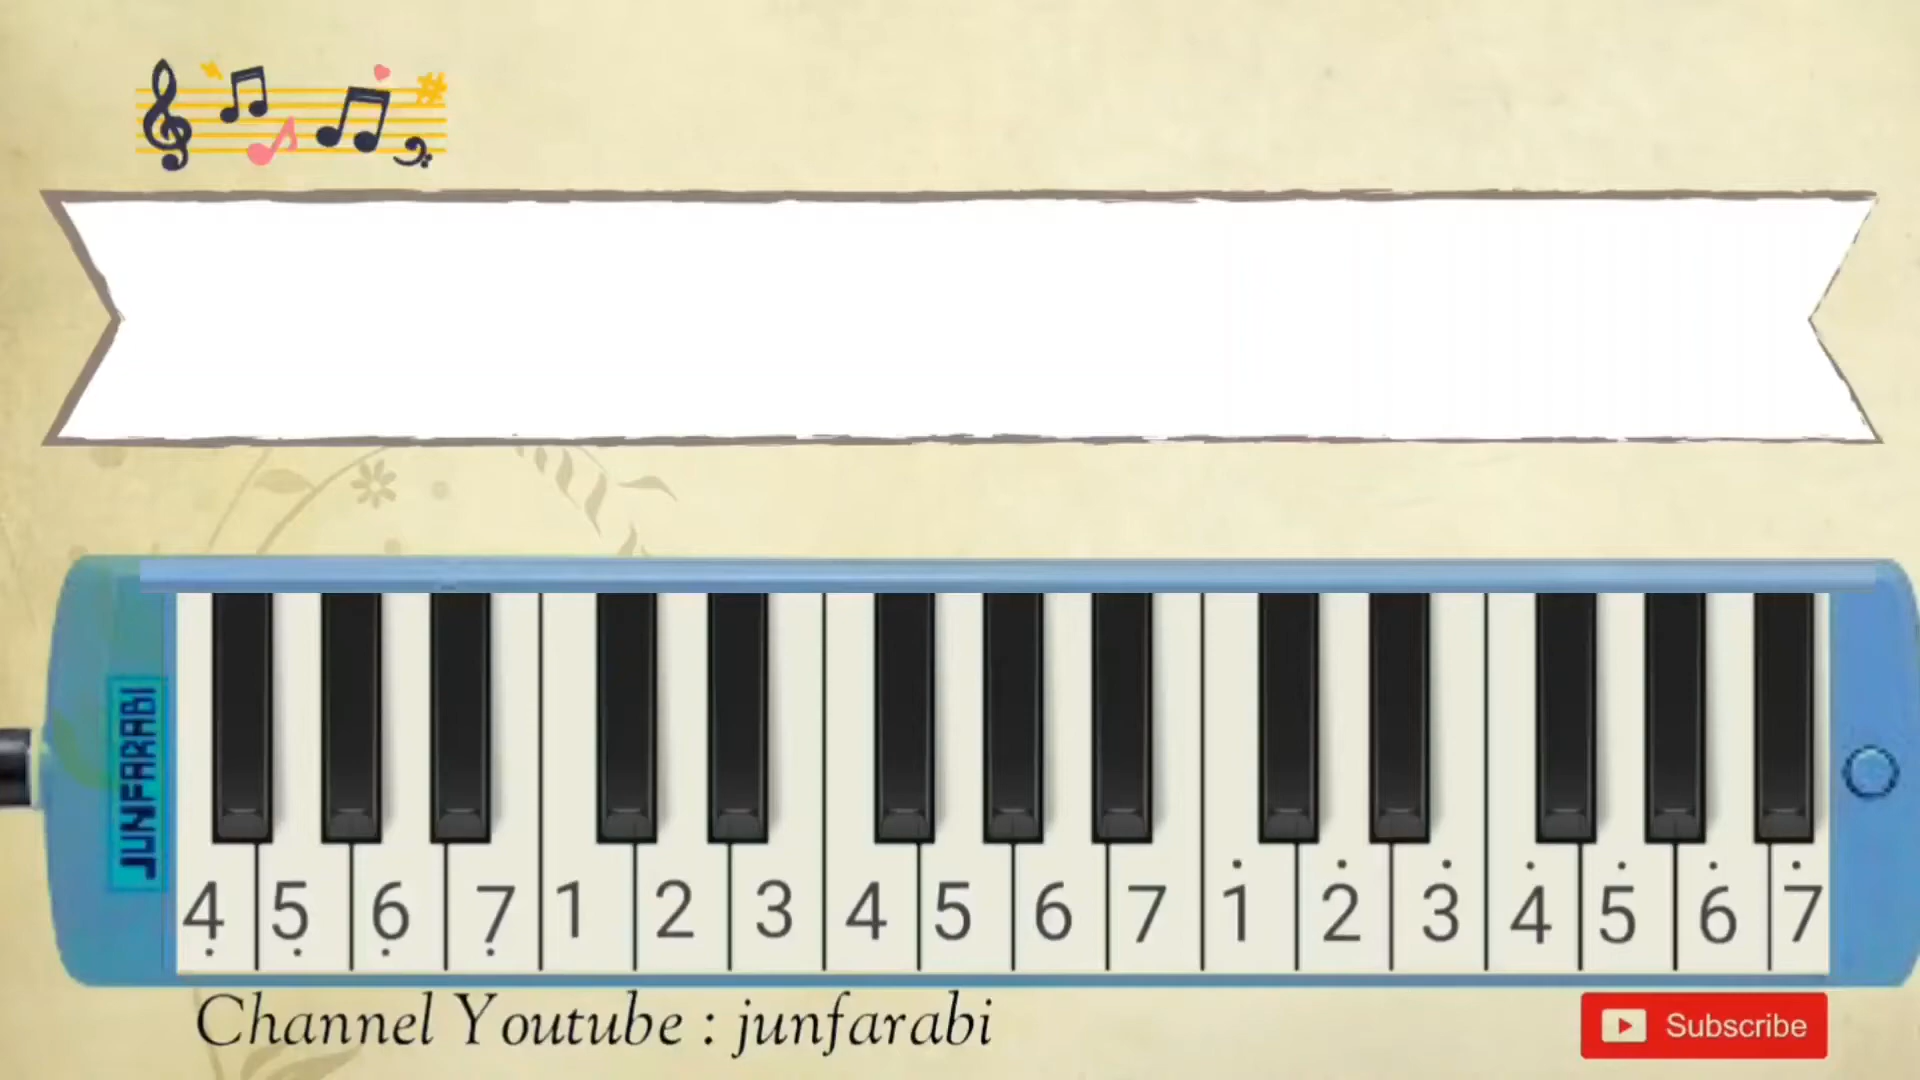 JUNFARABI
4̣ 5̣ 6̣ 7̣ 1 2 3 4 5 6 7 1̇ 2̇ 3̇ 4̇ 5̇ 6̇ 7̇
Channel Youtube : junfarabi
Subscribe